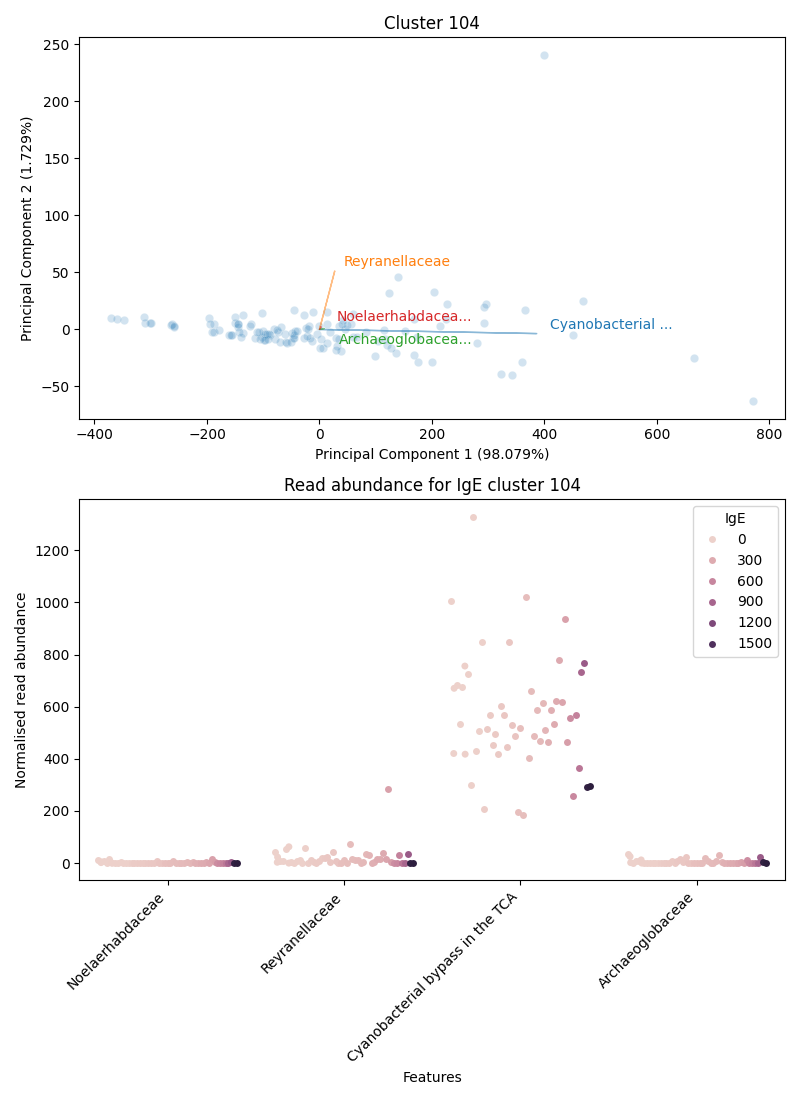 Cluster 104
250
200
150
100
50
0
−50
Principal Component 2 (1.729%)
Reyranellaceae
Noelaerhabdacea...
Cyanobacterial ...
Archaeoglobacea...
−400
−200
0
200
400
600
800
Principal Component 1 (98.079%)
Read abundance for IgE cluster 104
1200
1000
800
600
400
200
0
Normalised read abundance
IgE
0
300
600
900
1200
1500
Noelaerhabdaceae
Reyranellaceae
Cyanobacterial bypass in the TCA
Archaeoglobaceae
Features